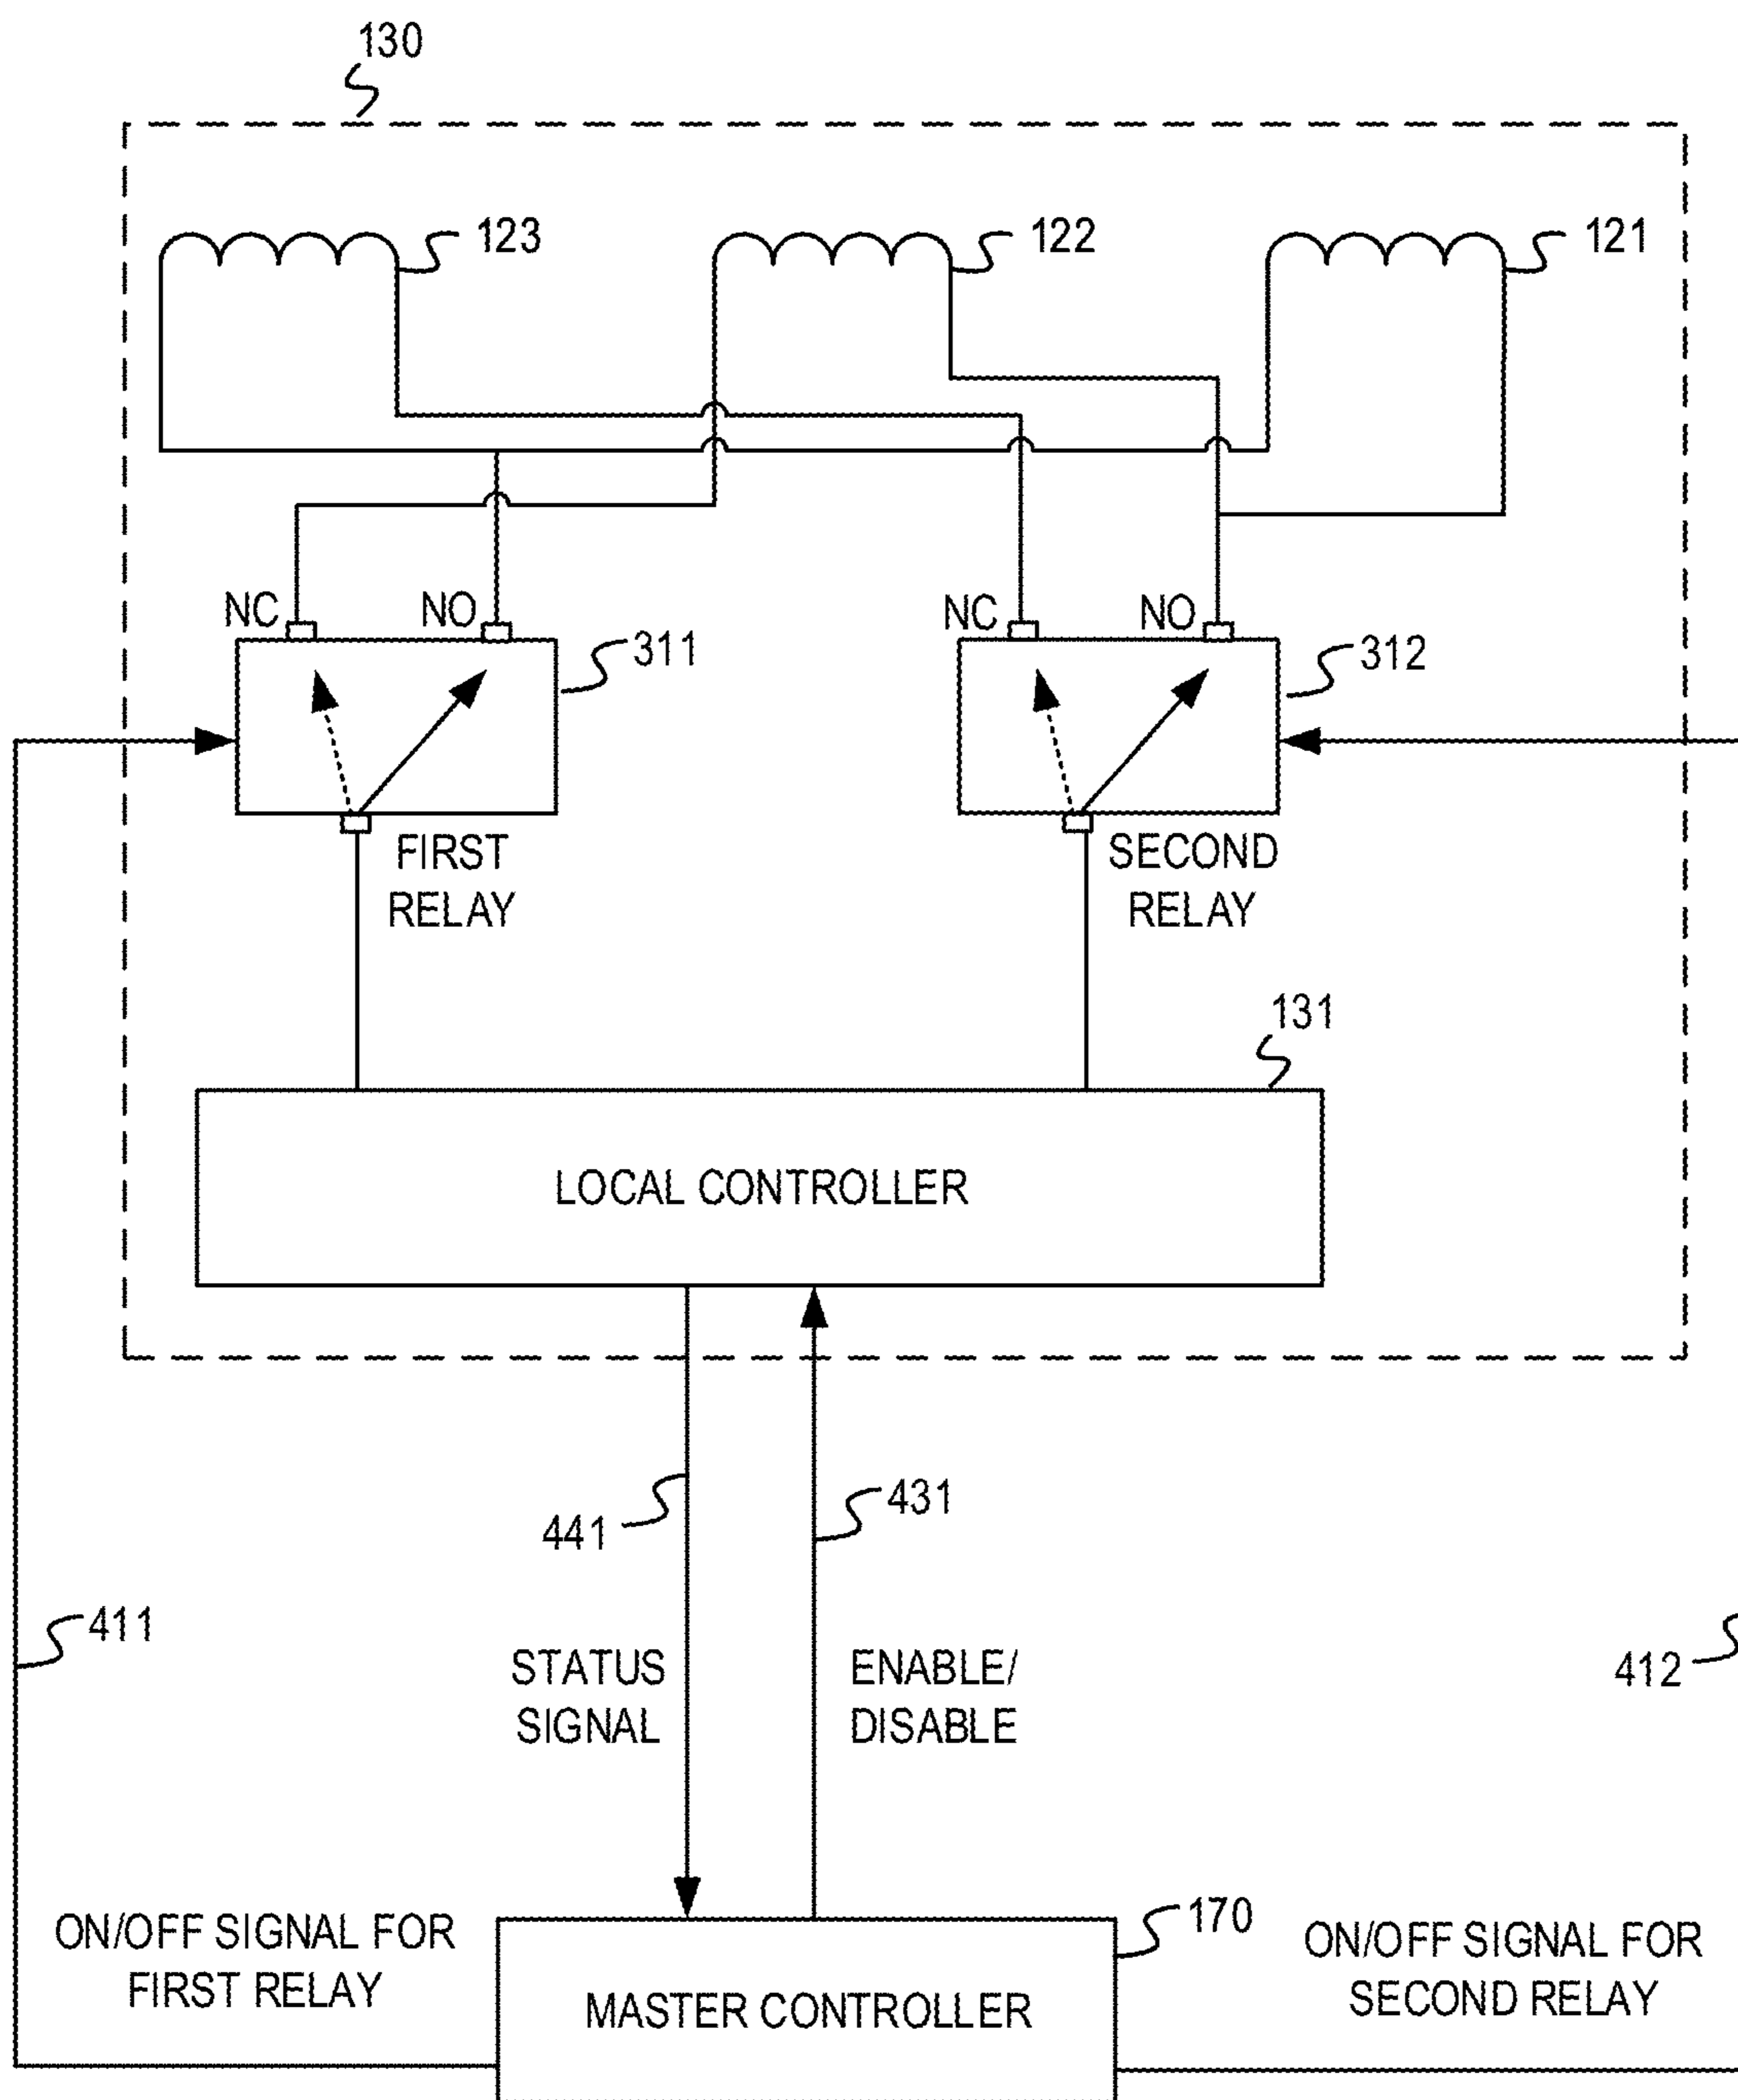 130
123
122
121
NC
NO
311
NC
NO
312
FIRST
RELAY
SECOND
RELAY
131
LOCAL CONTROLLER
441
431
411
412
STATUS
SIGNAL
ENABLE/
DISABLE
170
ON/OFF SIGNAL FOR
FIRST RELAY
MASTER CONTROLLER
ON/OFF SIGNAL FOR
SECOND RELAY